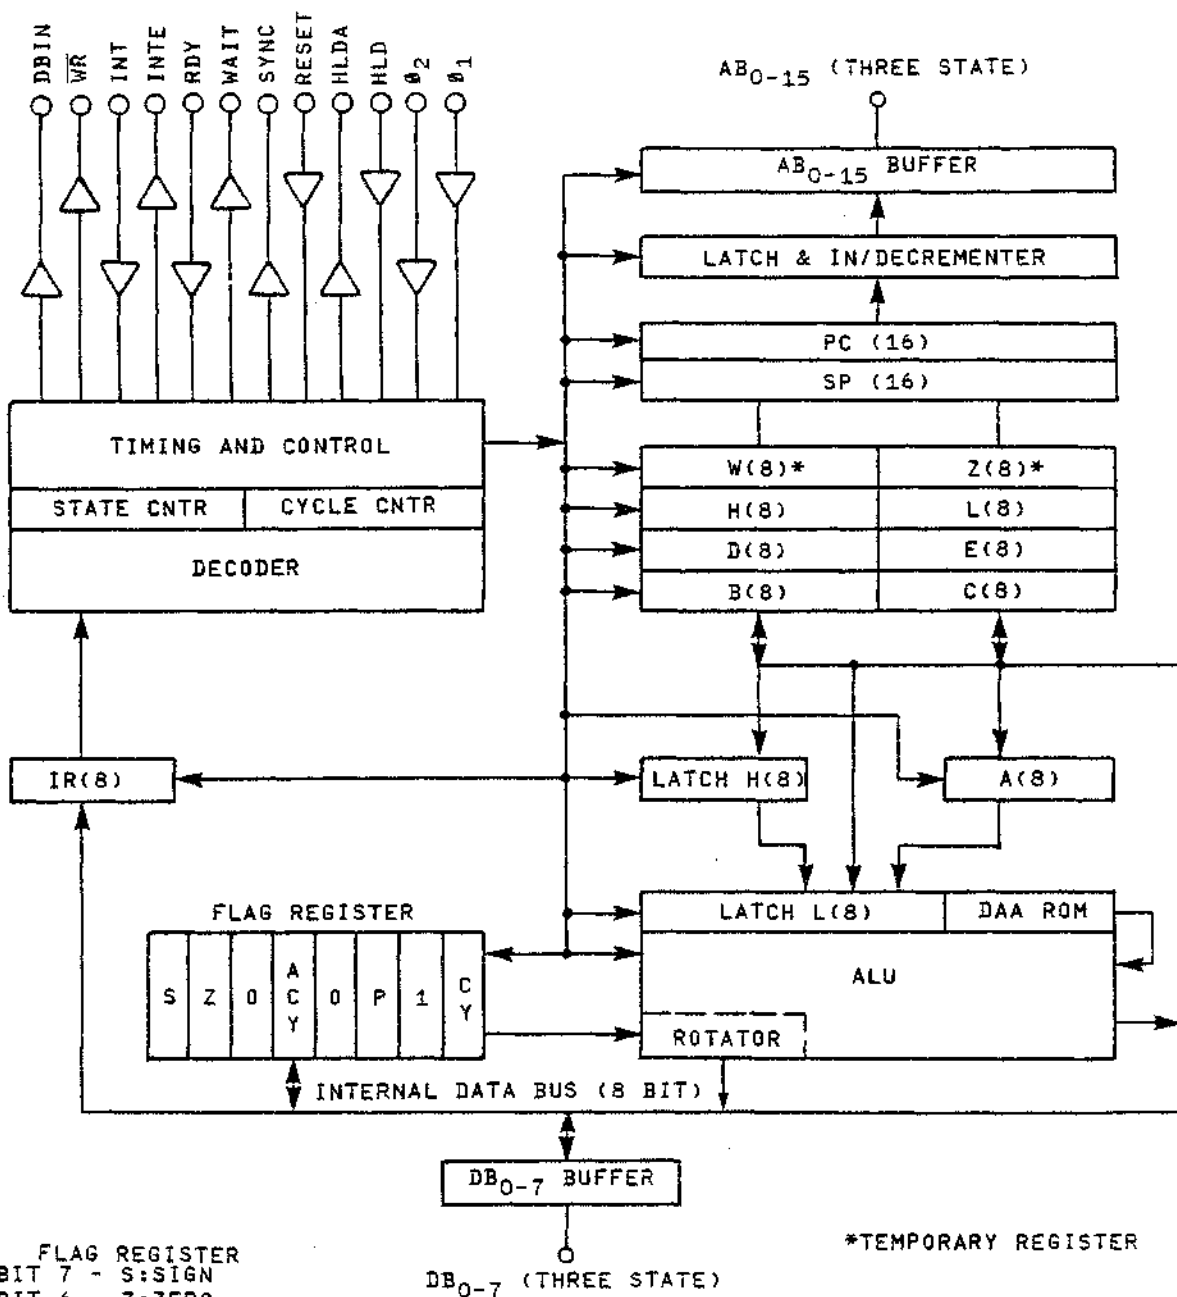 DBIN
WR
INT
INTE
RDY
WAIT
SYNC
RESET
HLDA
HLD
Ø2
Ø1
AB0-15 (THREE STATE)
AB0-15 BUFFER
LATCH & IN/DECREMENTER
PC (16)
SP (16)
TIMING AND CONTROL
W(8)* Z(8)*
STATE CNTR CYCLE CNTR
H(8) L(8)
DECODER
D(8) E(8)
B(8) C(8)
IR(8)
LATCH H(8)
A(8)
FLAG REGISTER
LATCH L(8) DAA ROM
S Z 0 ACY 0 P 1 CY
ALU
ROTATOR
INTERNAL DATA BUS (8 BIT)
DB0-7 BUFFER
*TEMPORARY REGISTER
FLAG REGISTER
BIT 7 - S:SIGN
DB0-7 (THREE STATE)
BIT 6 - Z:ZERO